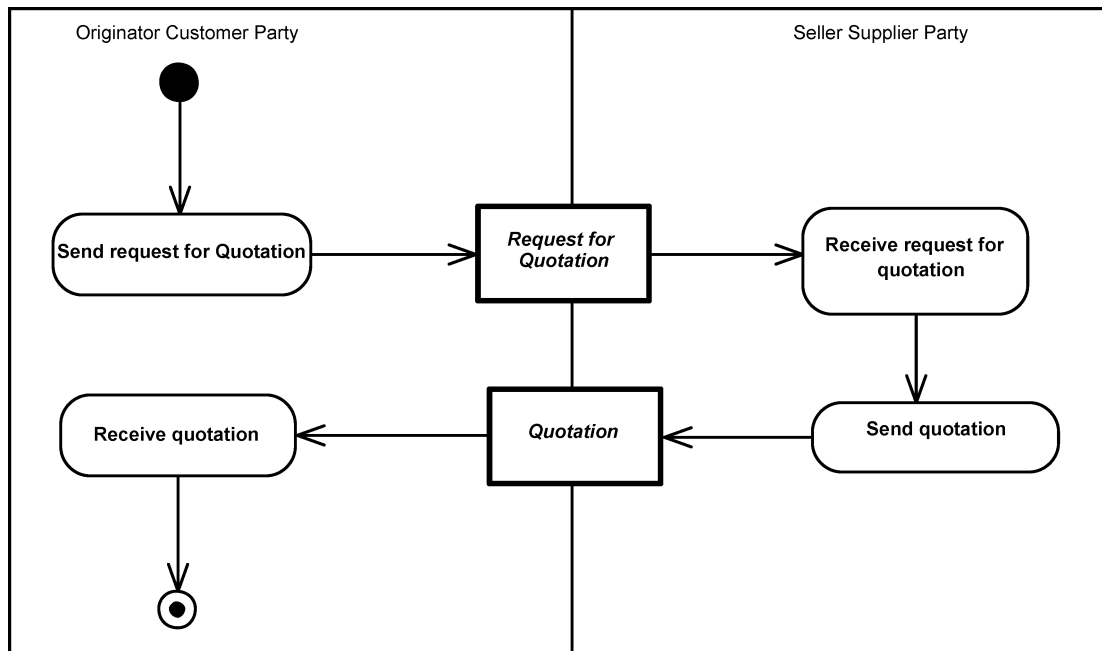 Originator Customer Party
Seller Supplier Party
Send request for Quotation
Request for
Quotation
Receive request for
quotation
Receive quotation
Quotation
Send quotation